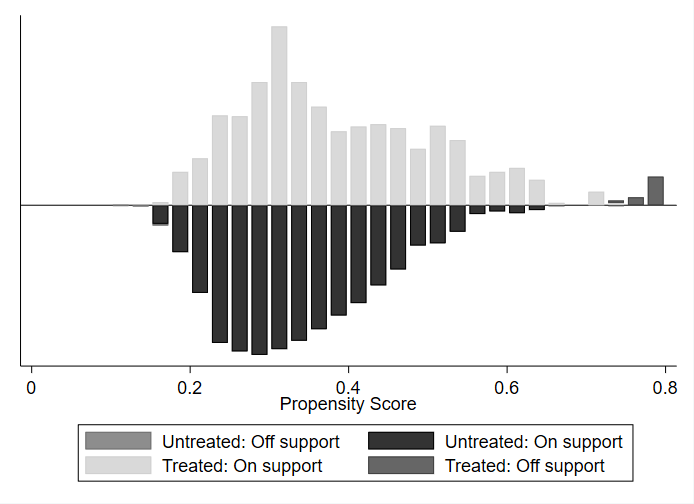 0 0.2 0.4 0.6 0.8
Propensity Score
Untreated: Off support Untreated: On support
Treated: On support Treated: Off support